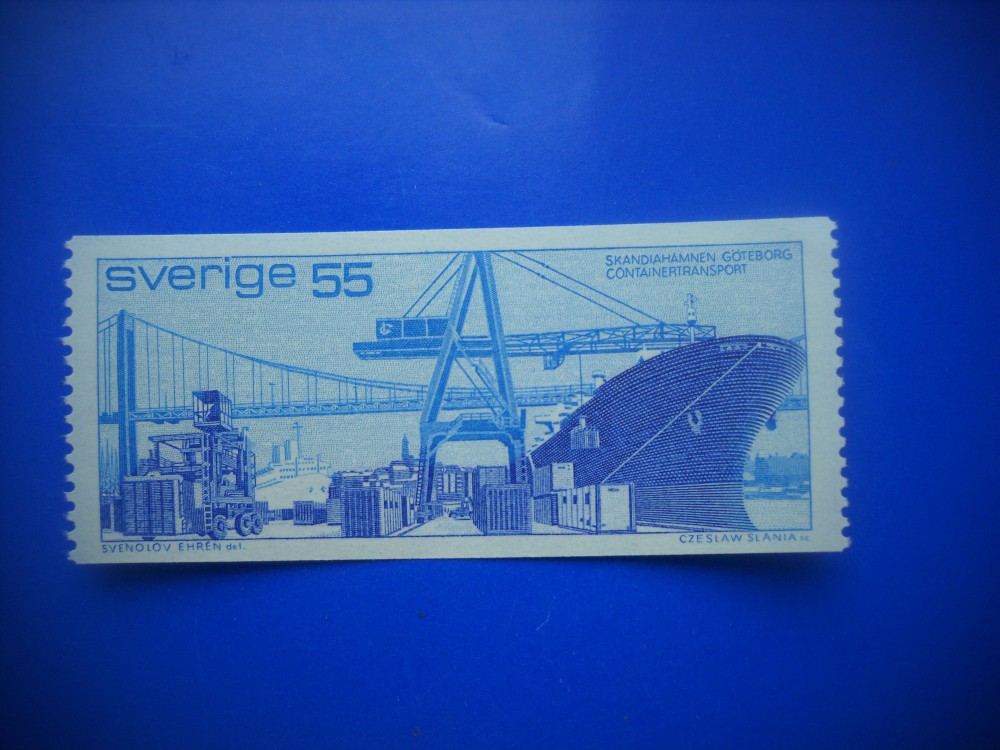 sverige 55
SKANDIAHAMNEN GÖTEBORG
CONTAINERTRANSPORT
SVENOLOV EHRÉN del.
CZESLAW SLANIA sc.